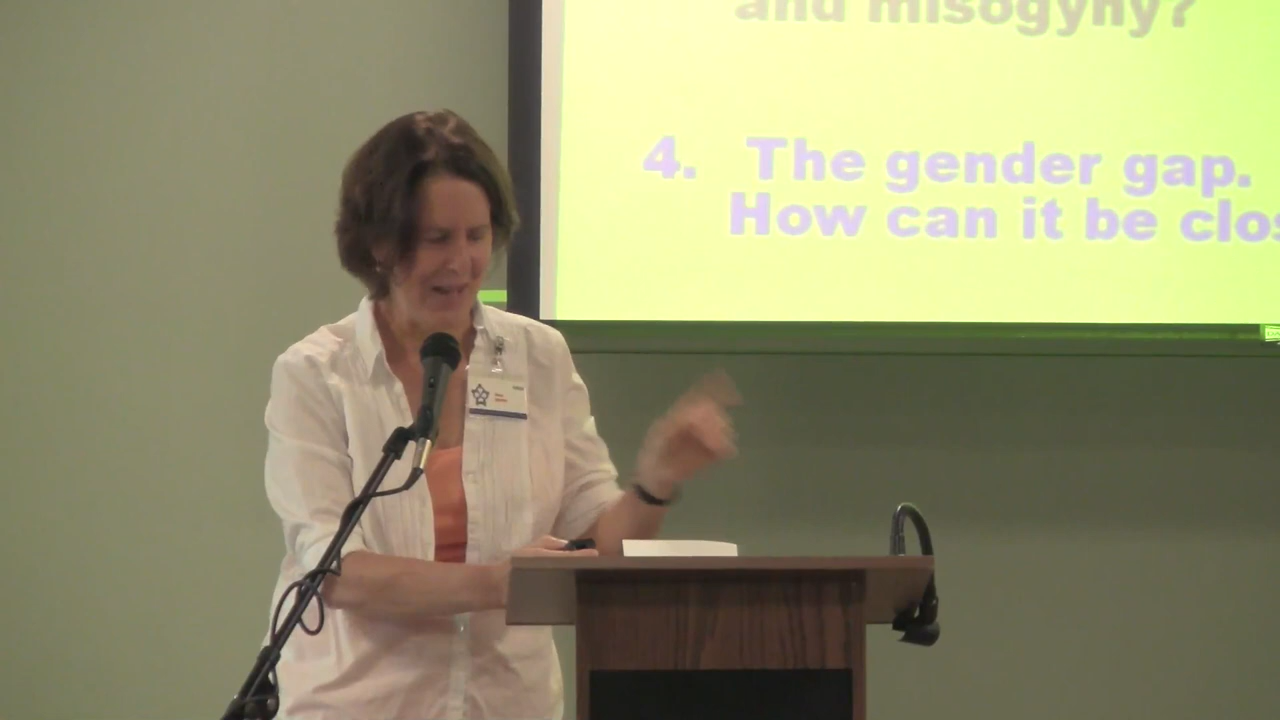 and misogyny?
4. The gender gap.
How can it be clos